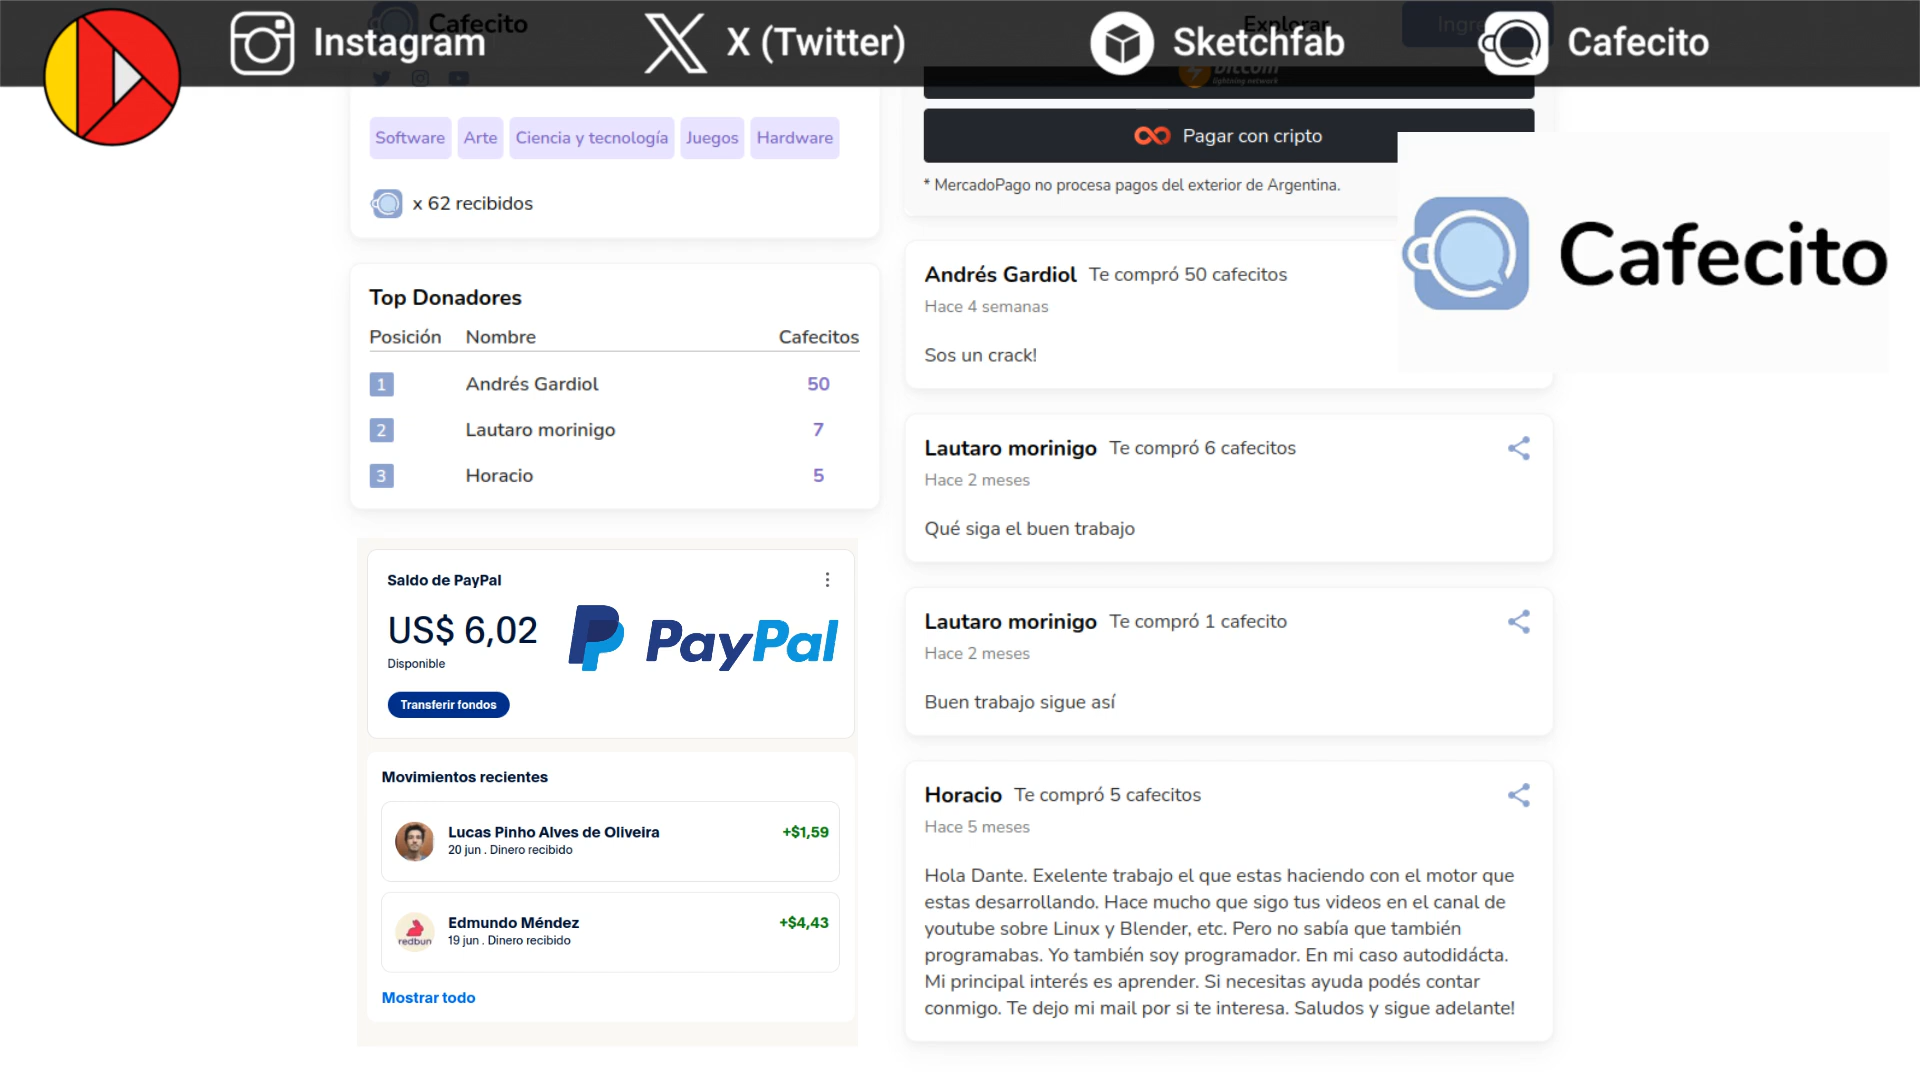 Instagram
X (Twitter)
Sketchfab
Cafecito
Cafecito
Explorar
Software
Arte
Ciencia y tecnología
Juegos
Hardware
x 62 recibidos
Top Donadores
Posición Nombre Cafecitos
1 Andrés Gardiol 50
2 Lautaro morinigo 7
3 Horacio 5
Saldo de PayPal
US$ 6,02
PayPal
Disponible
Transferir fondos
Movimientos recientes
Lucas Pinho Alves de Oliveira +$1,59
20 jun . Dinero recibido
redbun
Edmundo Méndez +$4,43
19 jun . Dinero recibido
Mostrar todo
lightning network
Pagar con cripto
* MercadoPago no procesa pagos del exterior de Argentina.
Cafecito
Andrés Gardiol Te compró 50 cafecitos
Hace 4 semanas
Sos un crack!
Lautaro morinigo Te compró 6 cafecitos
Hace 2 meses
Qué siga el buen trabajo
Lautaro morinigo Te compró 1 cafecito
Hace 2 meses
Buen trabajo sigue así
Horacio Te compró 5 cafecitos
Hace 5 meses
Hola Dante. Exelente trabajo el que estas haciendo con el motor que
estas desarrollando. Hace mucho que sigo tus videos en el canal de
youtube sobre Linux y Blender, etc. Pero no sabía que también
programabas. Yo también soy programador. En mi caso autodidácta.
Mi principal interés es aprender. Si necesitas ayuda podés contar
conmigo. Te dejo mi mail por si te interesa. Saludos y sigue adelante!